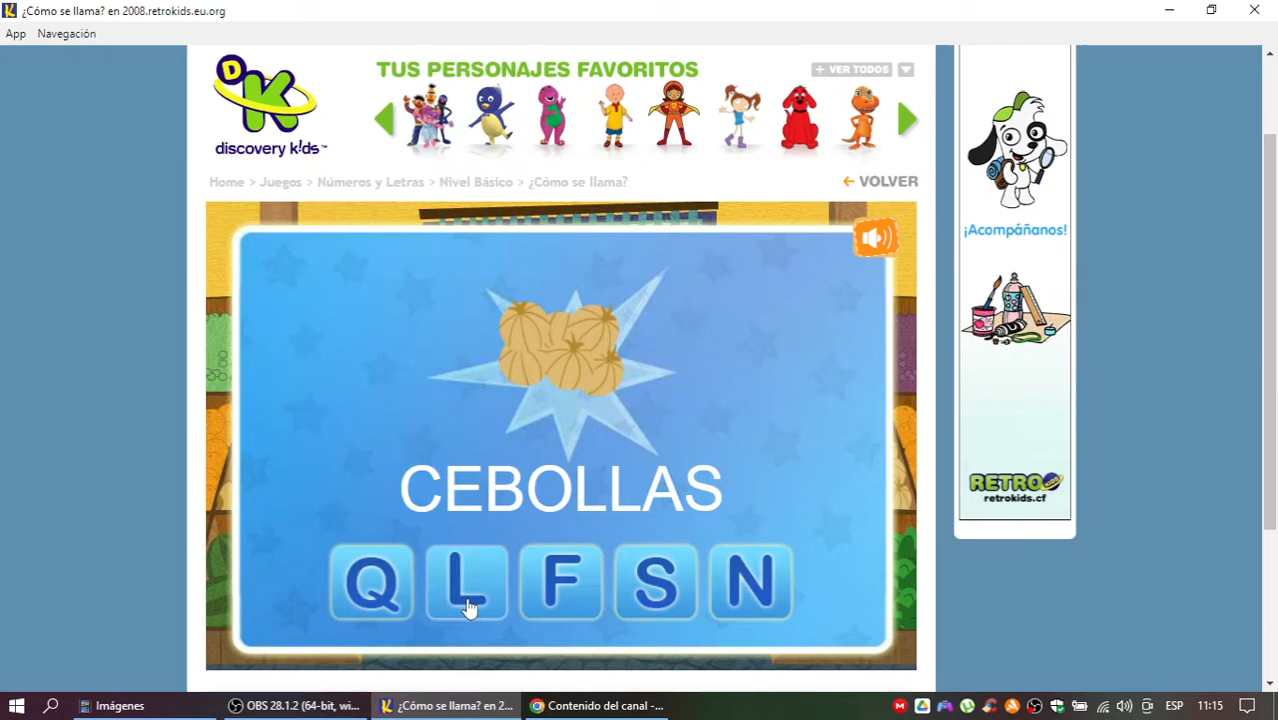 ¿Cómo se llama? en 2008.retrokids.eu.org
App Navegación
D K
discovery k!ds™
TUS PERSONAJES FAVORITOS
+ VER TODOS
Home > Juegos > Números y Letras > Nivel Básico > ¿Cómo se llama?
← VOLVER
¡Acompáñanos!
RETRO
retrokids.cf
CEBOLLAS
Q L F S N
Imágenes
OBS 28.1.2 (64-bit, wi...
¿Cómo se llama? en 2...
Contenido del canal -...
ESP
11:15